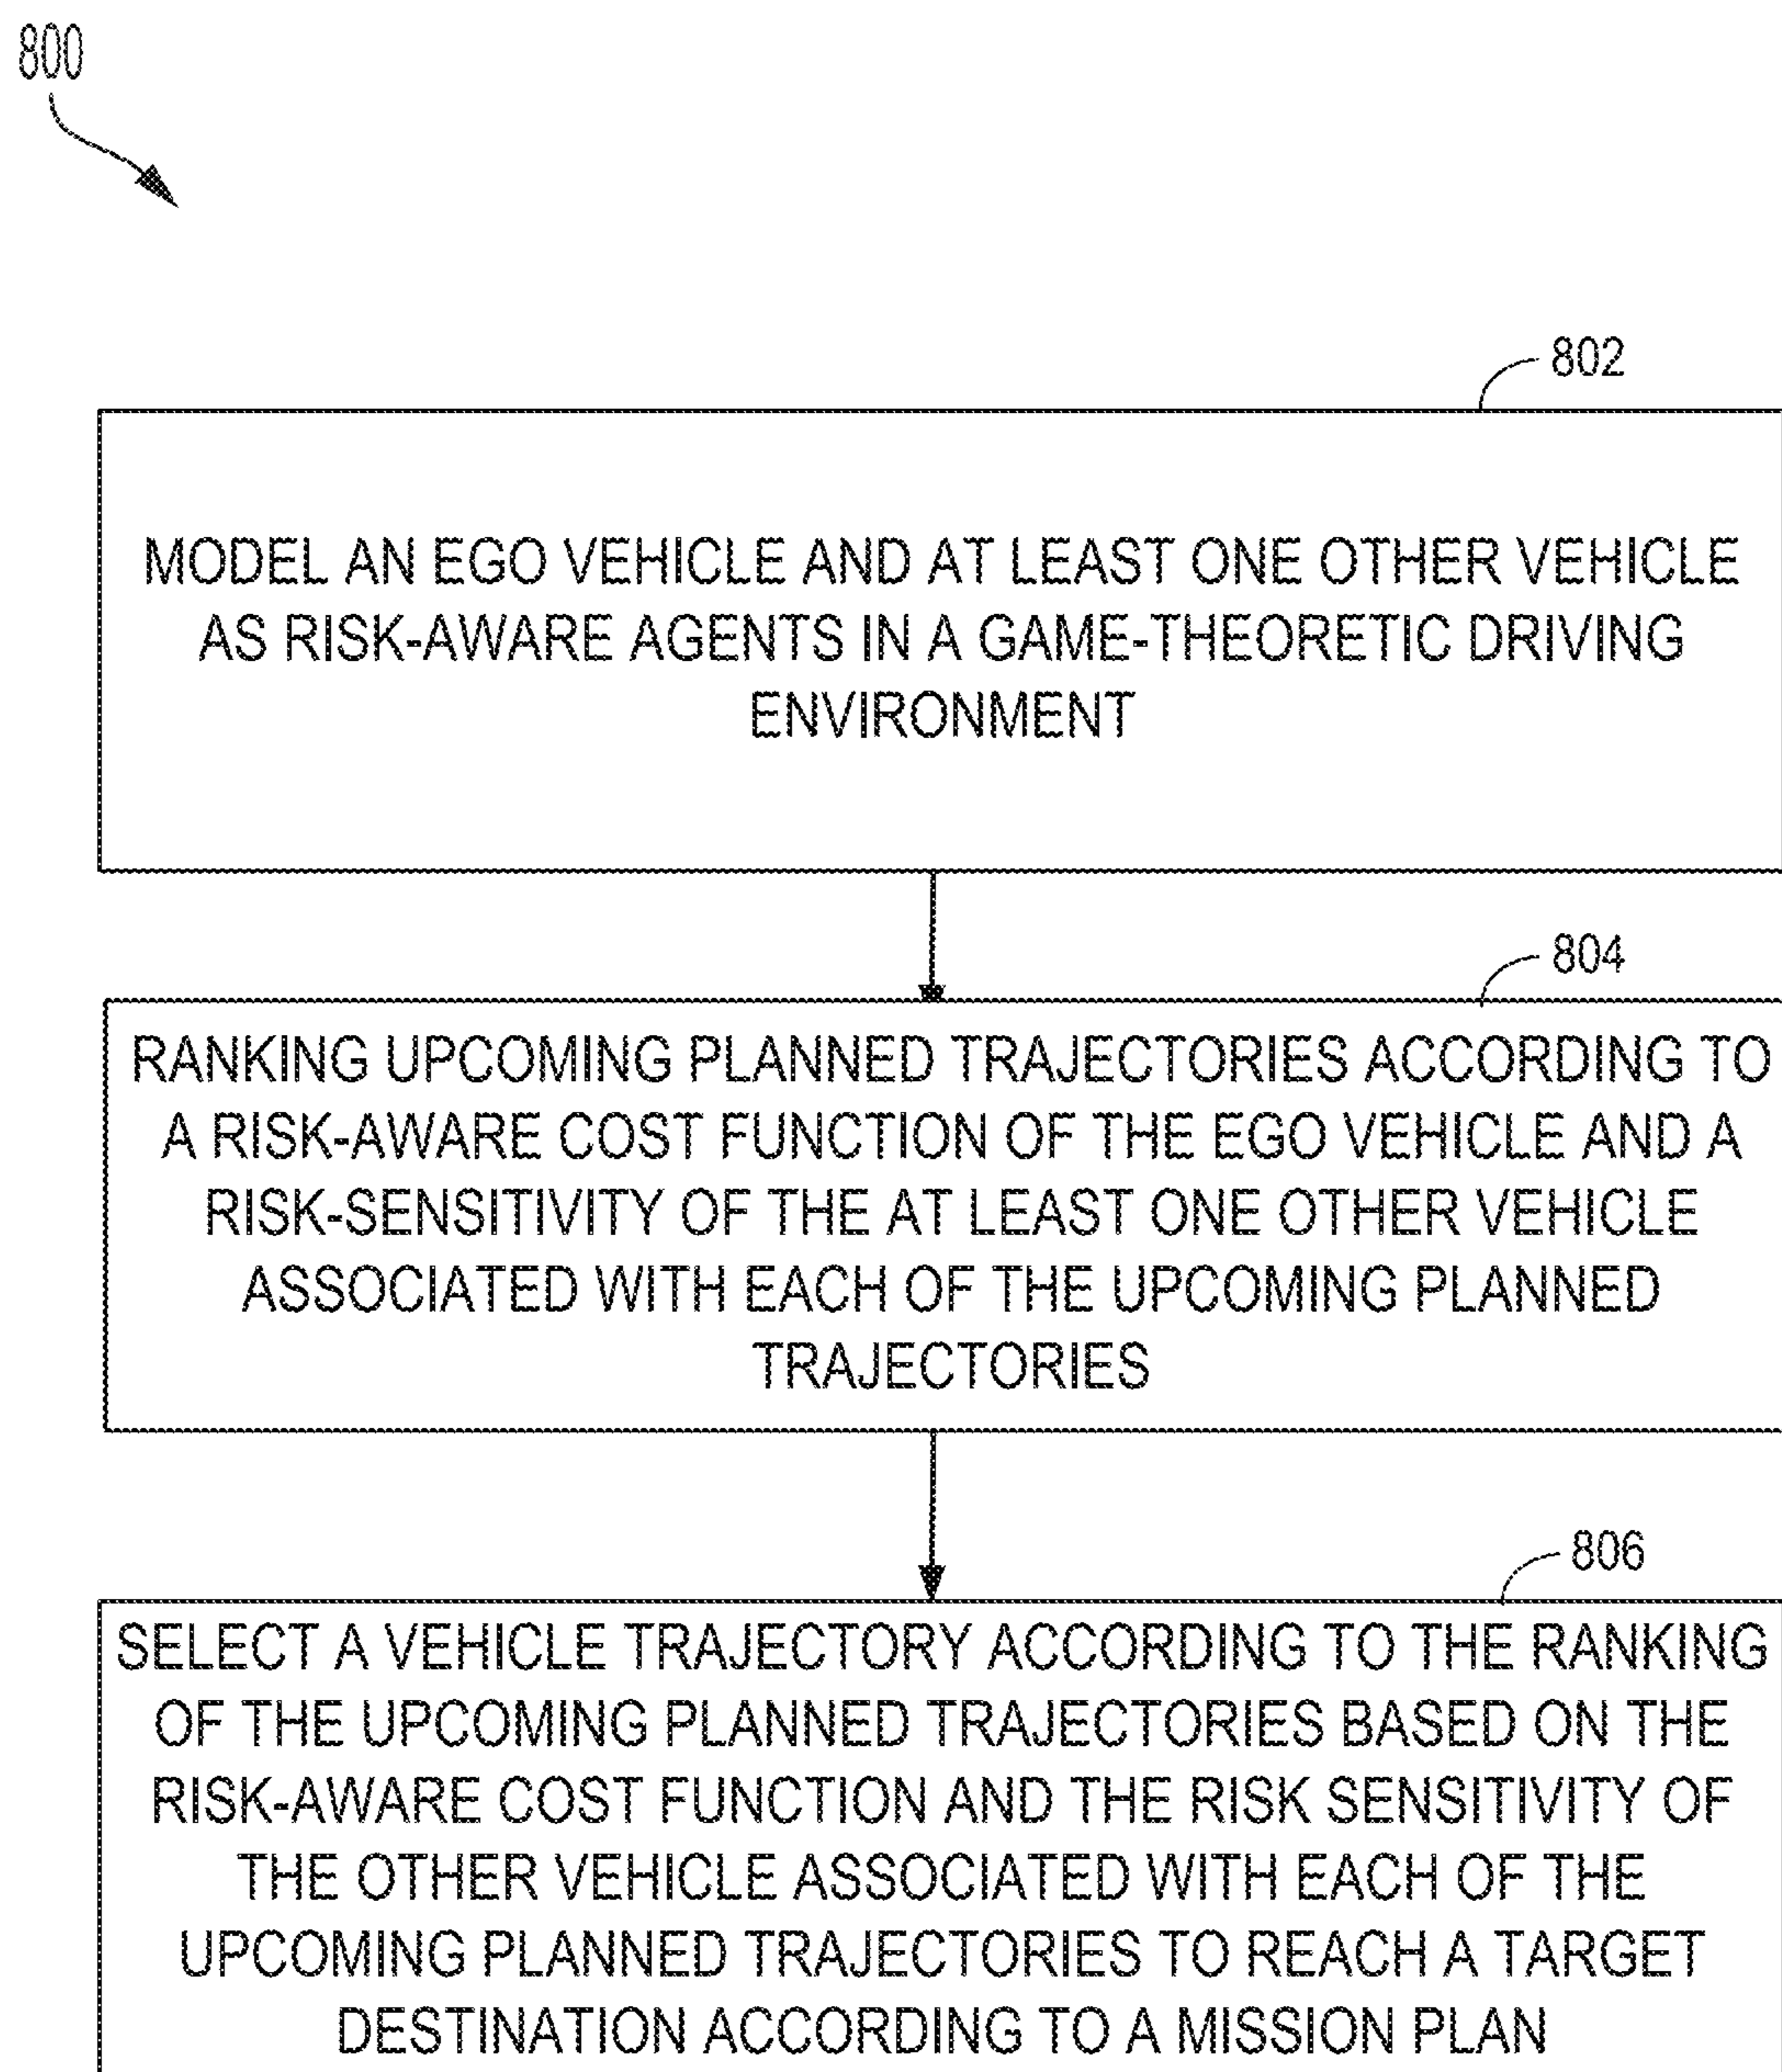 800
802
MODEL AN EGO VEHICLE AND AT LEAST ONE OTHER VEHICLE
AS RISK-AWARE AGENTS IN A GAME-THEORETIC DRIVING
ENVIRONMENT
804
RANKING UPCOMING PLANNED TRAJECTORIES ACCORDING TO
A RISK-AWARE COST FUNCTION OF THE EGO VEHICLE AND A
RISK-SENSITIVITY OF THE AT LEAST ONE OTHER VEHICLE
ASSOCIATED WITH EACH OF THE UPCOMING PLANNED
TRAJECTORIES
806
SELECT A VEHICLE TRAJECTORY ACCORDING TO THE RANKING
OF THE UPCOMING PLANNED TRAJECTORIES BASED ON THE
RISK-AWARE COST FUNCTION AND THE RISK SENSITIVITY OF
THE OTHER VEHICLE ASSOCIATED WITH EACH OF THE
UPCOMING PLANNED TRAJECTORIES TO REACH A TARGET
DESTINATION ACCORDING TO A MISSION PLAN